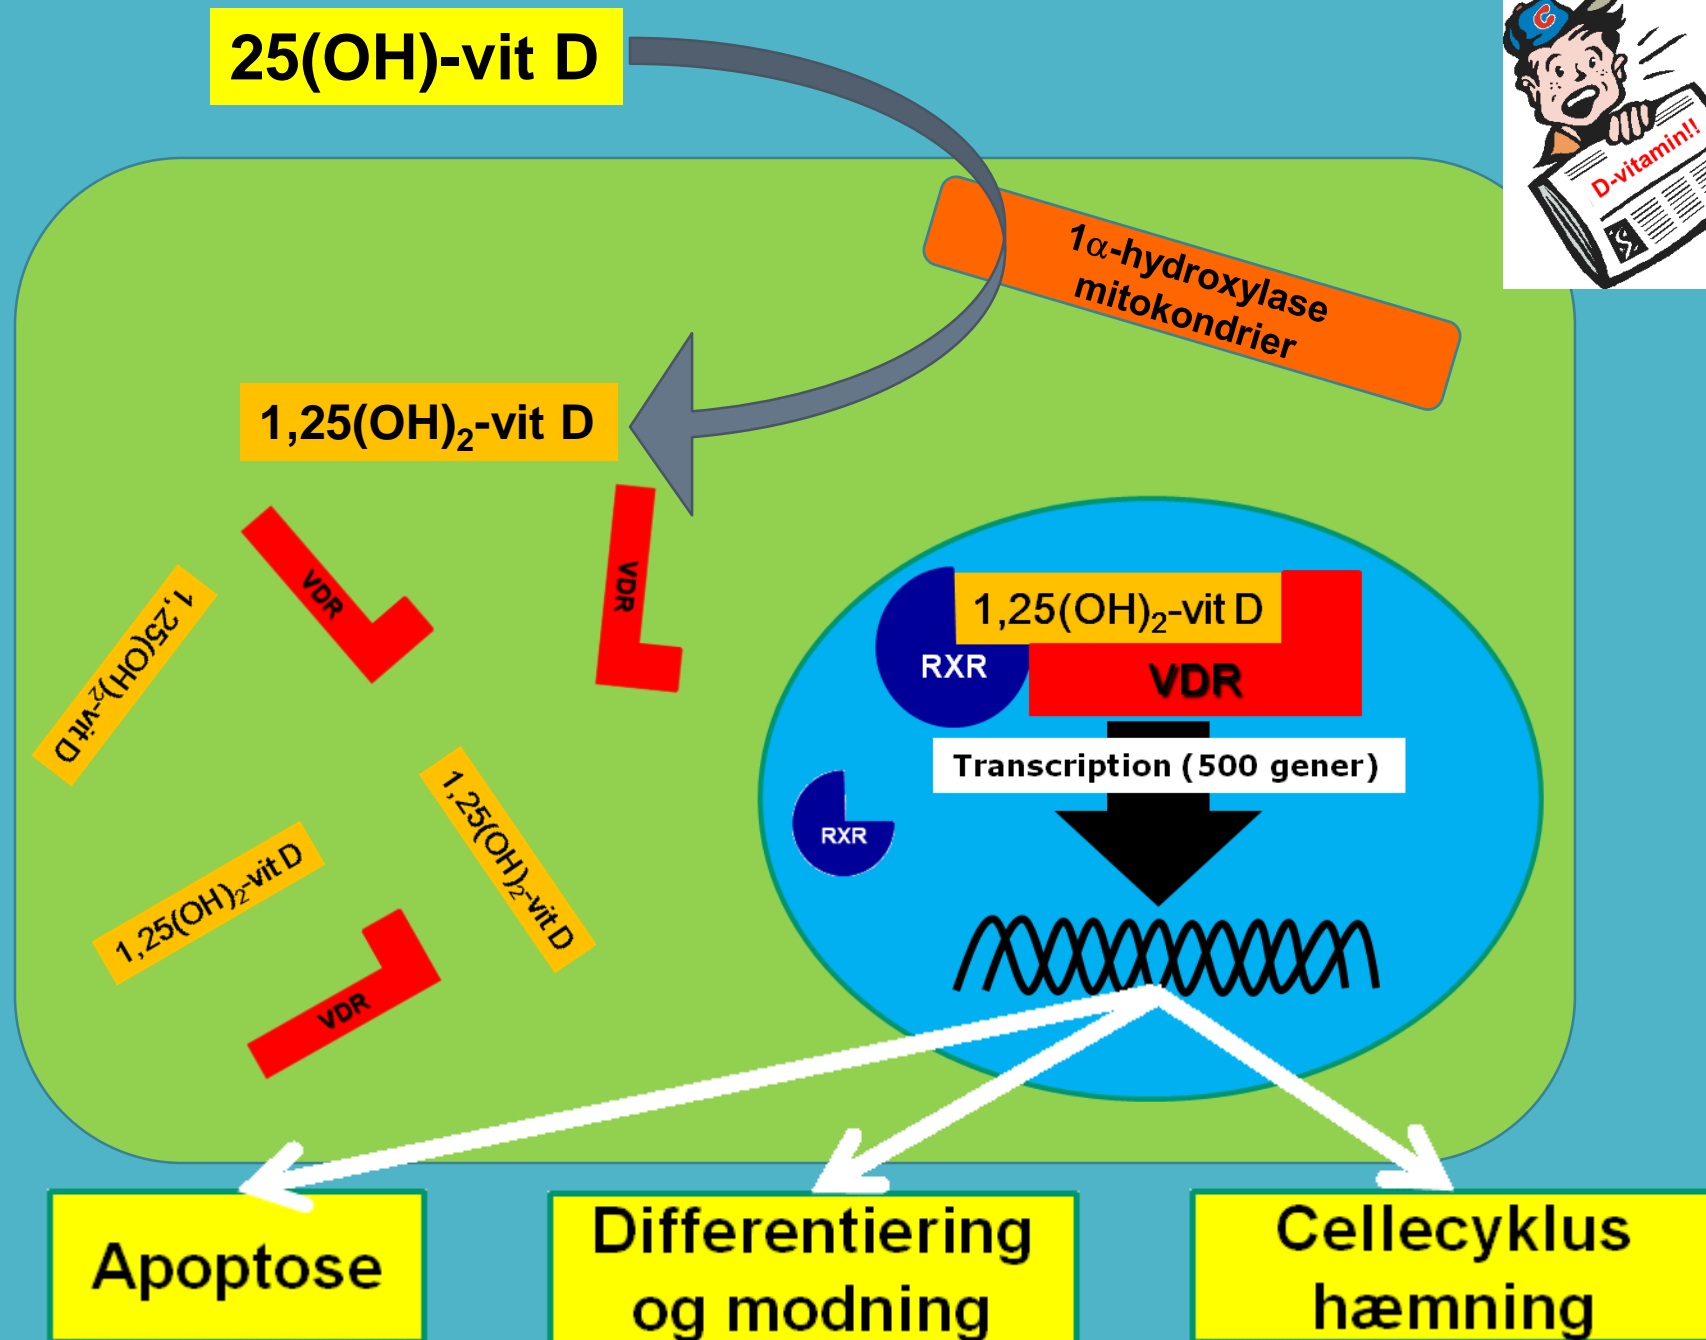 25(OH)-vit D
C
D-vitamin!!
1α-hydroxylase
mitokondrier
1,25(OH)₂-vit D
VDR
VDR
1,25(OH)₂-vit D
1,25(OH)₂-vit D
RXR
VDR
Transcription (500 gener)
1,25(OH)₂-vit D
RXR
1,25(OH)₂-vit D
VDR
Apoptose
Differentiering
og modning
Cellecyklus
hæmning